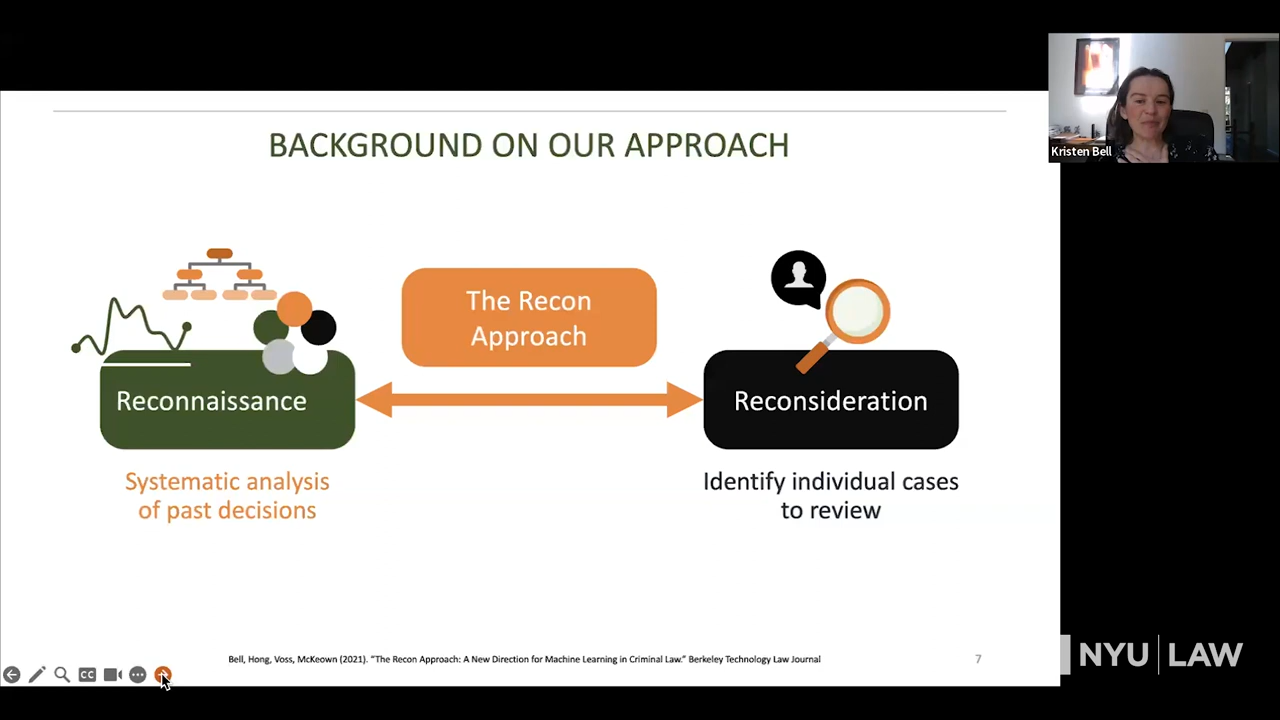 BACKGROUND ON OUR APPROACH
The Recon
Approach
Reconnaissance
Reconsideration
Systematic analysis
of past decisions
Identify individual cases
to review
Bell, Hong, Voss, McKeown (2021). "The Recon Approach: A New Direction for Machine Learning in Criminal Law." Berkeley Technology Law Journal
7
CC
Kristen Bell
NYU | LAW